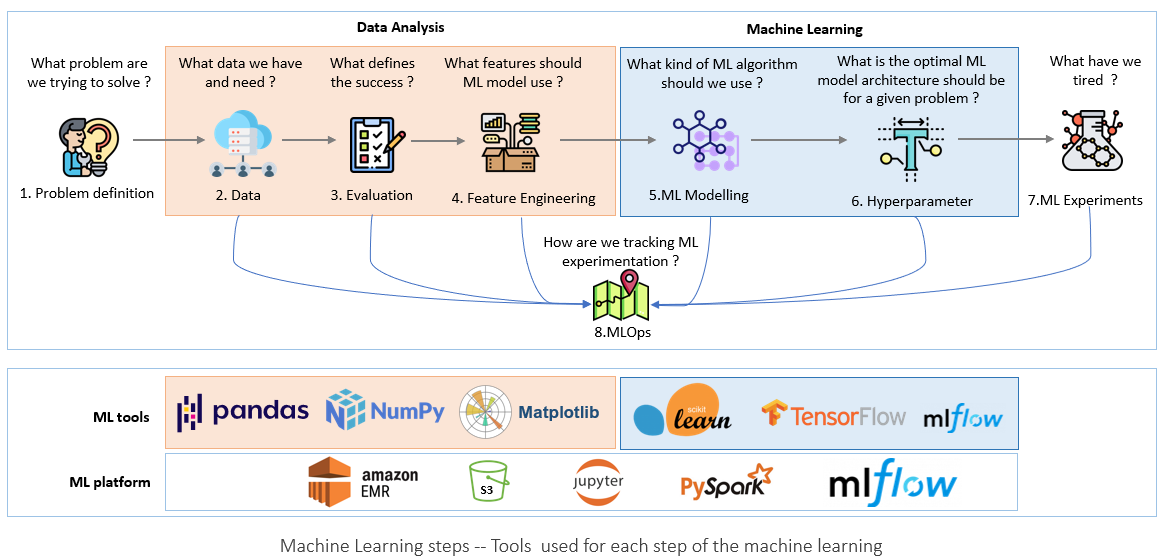 Data Analysis
Machine Learning
What problem are
we trying to solve ?
What data we have
and need ?
What defines
the success ?
What features should
ML model use ?
What kind of ML algorithm
should we use ?
What is the optimal ML
model architecture should be
for a given problem ?
What have we
tired ?
1. Problem definition
2. Data
3. Evaluation
4. Feature Engineering
5.ML Modelling
6. Hyperparameter
7.ML Experiments
How are we tracking ML
experimentation ?
8.MLOps
ML tools
pandas
NumPy
Matplotlib
scikit
learn
TensorFlow
mlflow
ML platform
amazon
EMR
S3
jupyter
PySpark
mlflow
Machine Learning steps -- Tools used for each step of the machine learning